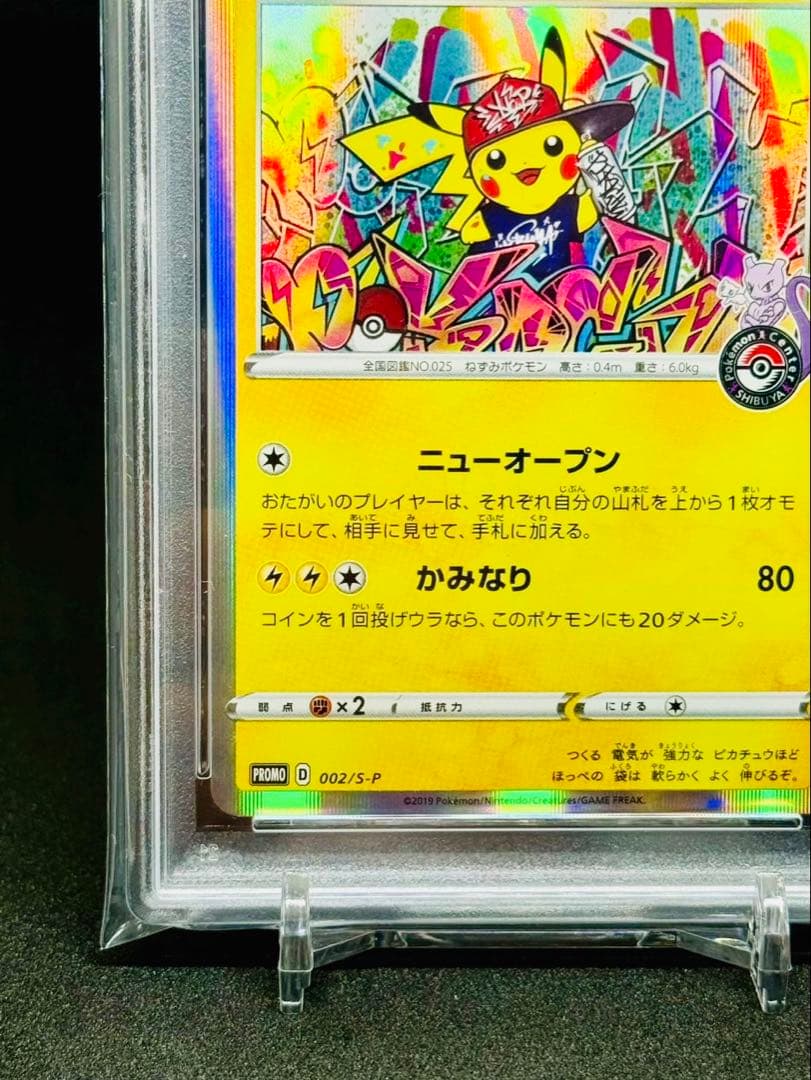 全国図鑑NO.025 ねずみポケモン 高さ：0.4m 重さ：6.0kg
Pokémon Center
SHIBUYA
ニューオープン
おたがいのプレイヤーは、それぞれ自分の山札を上から1枚オモ
テにして、相手に見せて、手札に加える。
かみなり 80
コインを1回投げウラなら、このポケモンにも20ダメージ。
弱点 ×2 抵抗力 にげる
つくる 電気が 強力な ピカチュウほど
ほっぺの 袋は 軟らかく よく 伸びるぞ。
PROMO D 002/S-P
©2019 Pokémon/Nintendo/Creatures/GAME FREAK.